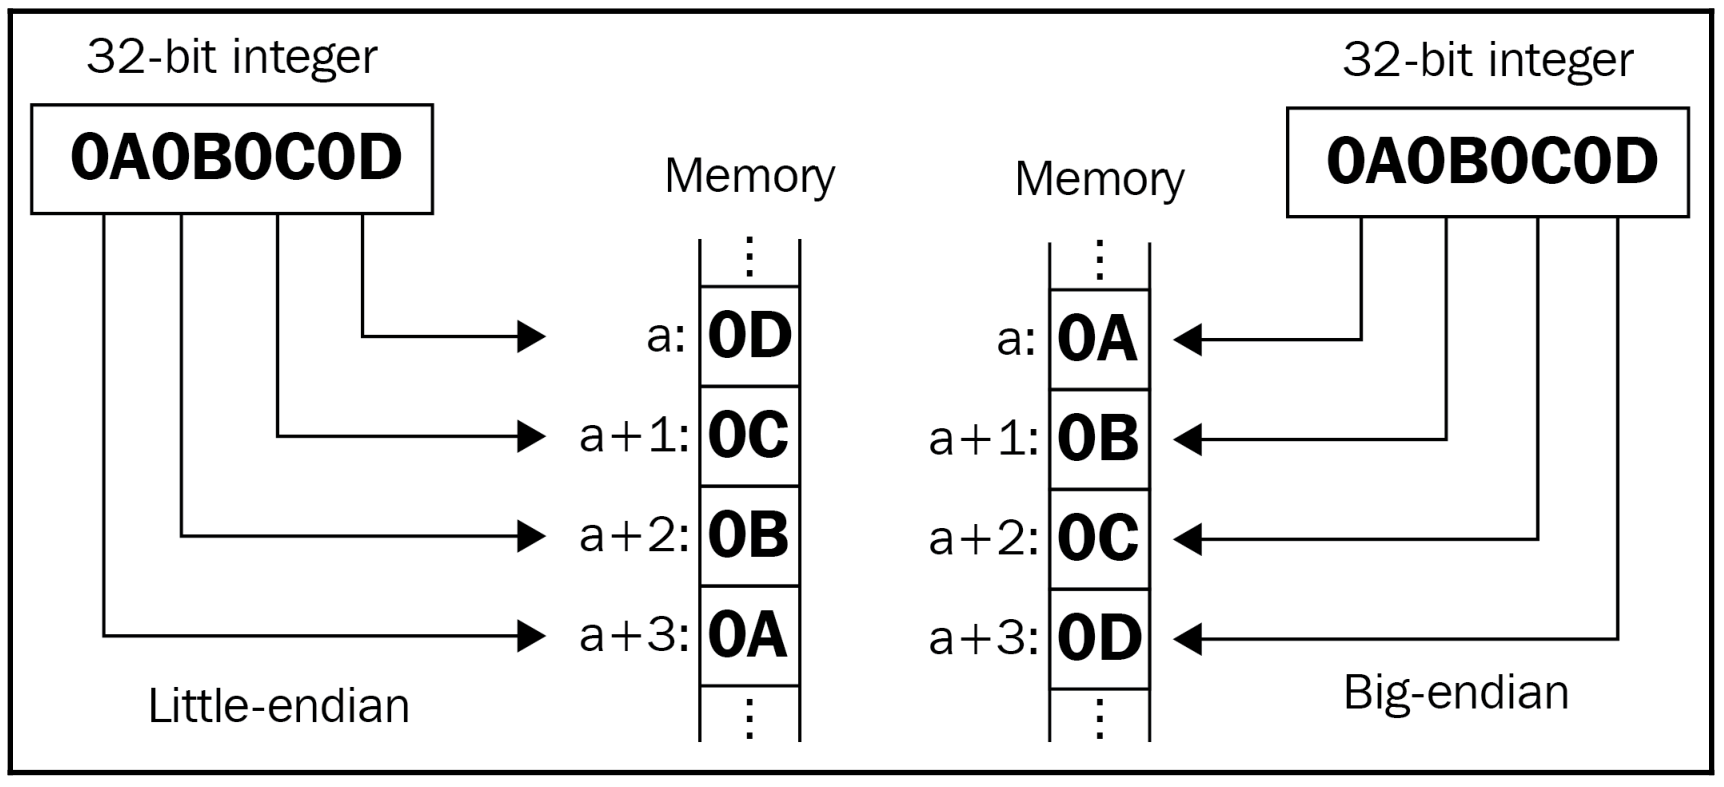 32-bit integer
0A0B0C0D
Memory
a: 0D
a+1: 0C
a+2: 0B
a+3: 0A
Little-endian
32-bit integer
0A0B0C0D
Memory
a: 0A
a+1: 0B
a+2: 0C
a+3: 0D
Big-endian